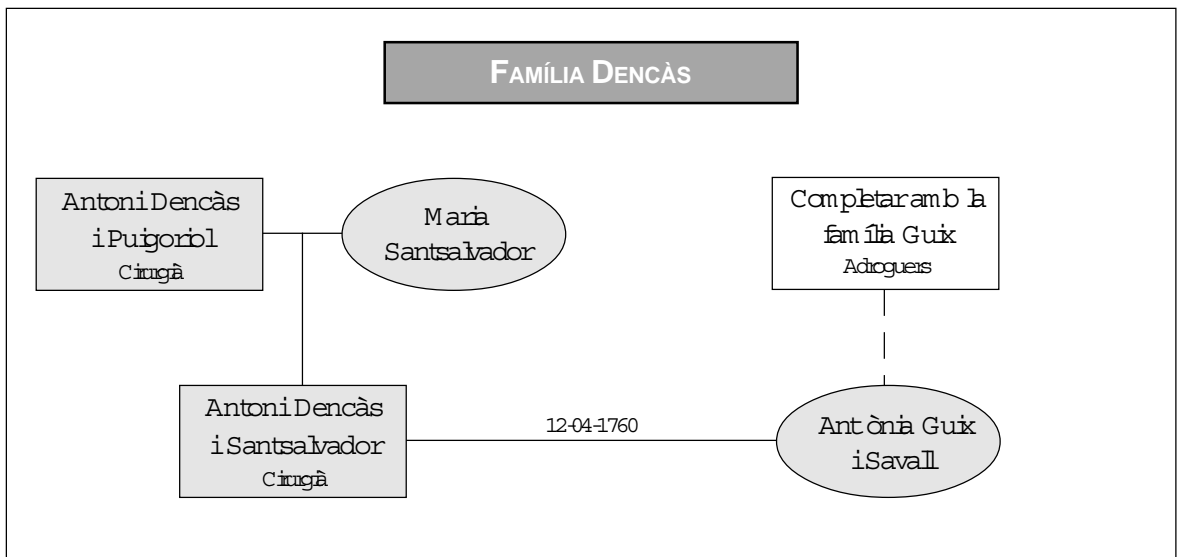 FAMÍLIA DENCÀS
Antoni Dencàs
i Puigoriol
Cirurgià
Maria
Santsalvador
Completar amb la
família Guix
Adroguers
Antoni Dencàs
i Santsalvador
Cirurgià
12-04-1760
Antònia Guix
i Savall